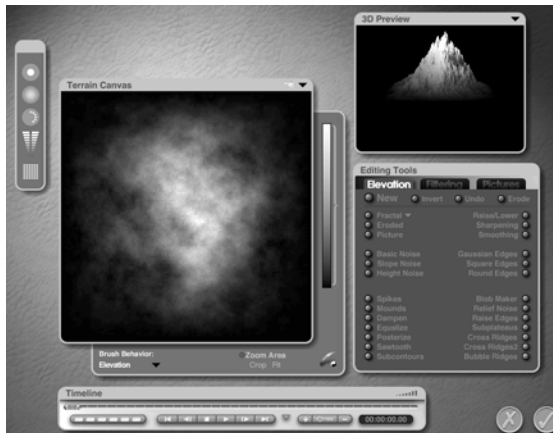 3D Preview
Terrain Canvas
Editing Tools
Elevation Filtering Pictures
New Invert Undo Erode
Fractal Raise/Lower
Eroded Sharpening
Picture Smoothing
Basic Noise Gaussian Edges
Slope Noise Square Edges
Height Noise Round Edges
Spikes Blob Maker
Mounds Relief Noise
Dampen Raise Edges
Equalize Subplateaus
Posterize Cross Ridges
Sawtooth Cross Ridges2
Subcontours Bubble Ridges
Brush Behavior:
Elevation
Zoom Area
Crop Fit
Timeline
00:00:00.00